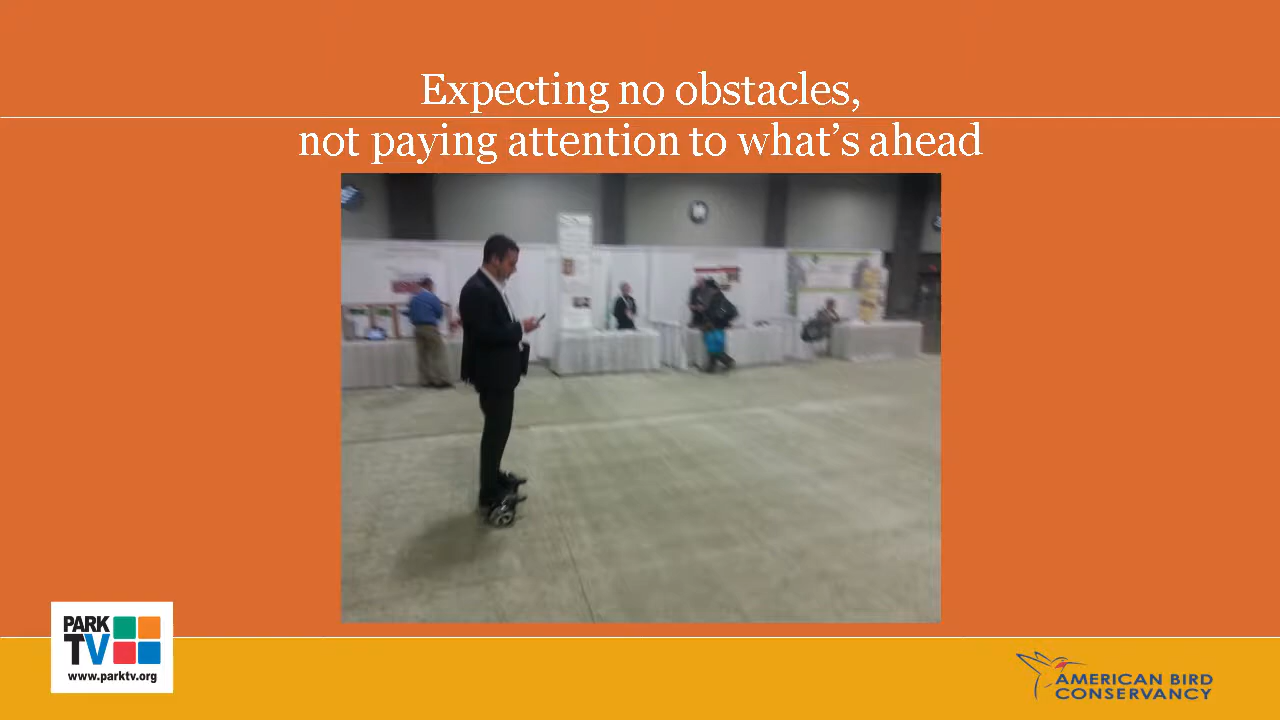 Expecting no obstacles,
not paying attention to what's ahead
PARK
TV
www.parktv.org
AMERICAN BIRD
CONSERVANCY